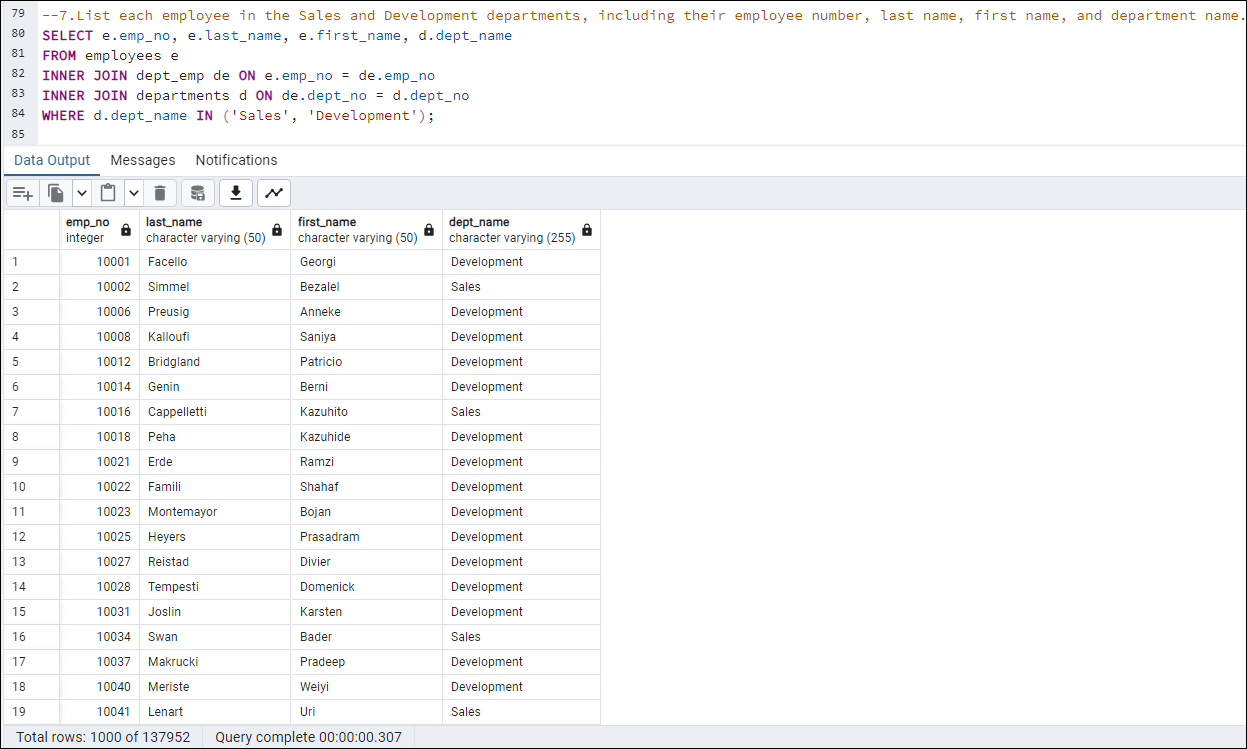 79 --7.List each employee in the Sales and Development departments, including their employee number, last name, first name, and department name.
80 SELECT e.emp_no, e.last_name, e.first_name, d.dept_name
81 FROM employees e
82 INNER JOIN dept_emp de ON e.emp_no = de.emp_no
83 INNER JOIN departments d ON de.dept_no = d.dept_no
84 WHERE d.dept_name IN ('Sales', 'Development');
85
Data Output Messages Notifications
emp_no last_name first_name dept_name
integer character varying (50) character varying (50) character varying (255)
1 10001 Facello Georgi Development
2 10002 Simmel Bezalel Sales
3 10006 Preusig Anneke Development
4 10008 Kalloufi Saniya Development
5 10012 Bridgland Patricio Development
6 10014 Genin Berni Development
7 10016 Cappelletti Kazuhito Sales
8 10018 Peha Kazuhide Development
9 10021 Erde Ramzi Development
10 10022 Famili Shahaf Development
11 10023 Montemayor Bojan Development
12 10025 Heyers Prasadram Development
13 10027 Reistad Divier Development
14 10028 Tempesti Domenick Development
15 10031 Joslin Karsten Development
16 10034 Swan Bader Sales
17 10037 Makrucki Pradeep Development
18 10040 Meriste Weiyi Development
19 10041 Lenart Uri Sales
Total rows: 1000 of 137952 Query complete 00:00:00.307